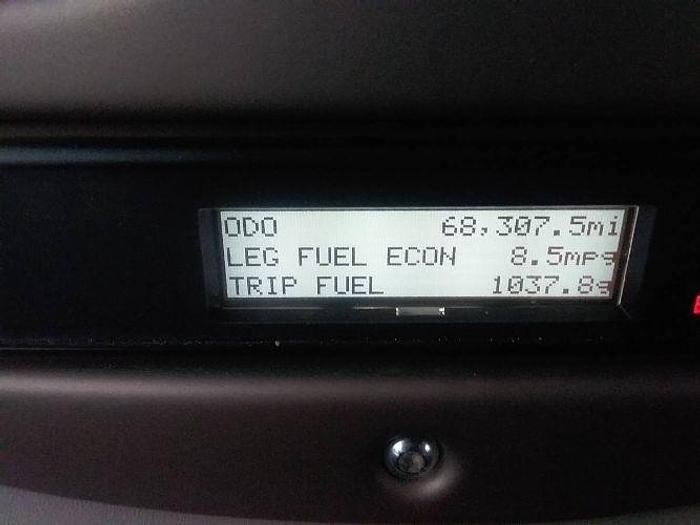 ODO 68,307.5mi
LEG FUEL ECON 8.5mpg
TRIP FUEL 1037.8g